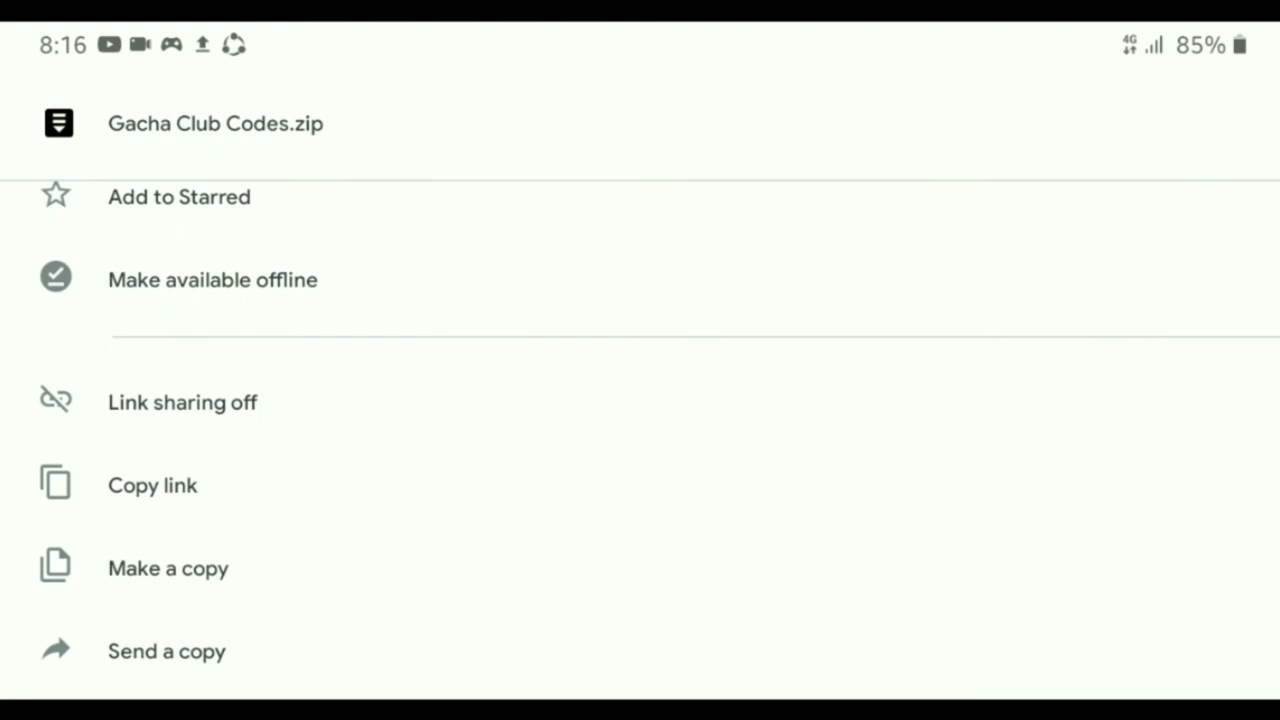 8:16
4G 85%
Gacha Club Codes.zip
Add to Starred
Make available offline
Link sharing off
Copy link
Make a copy
Send a copy